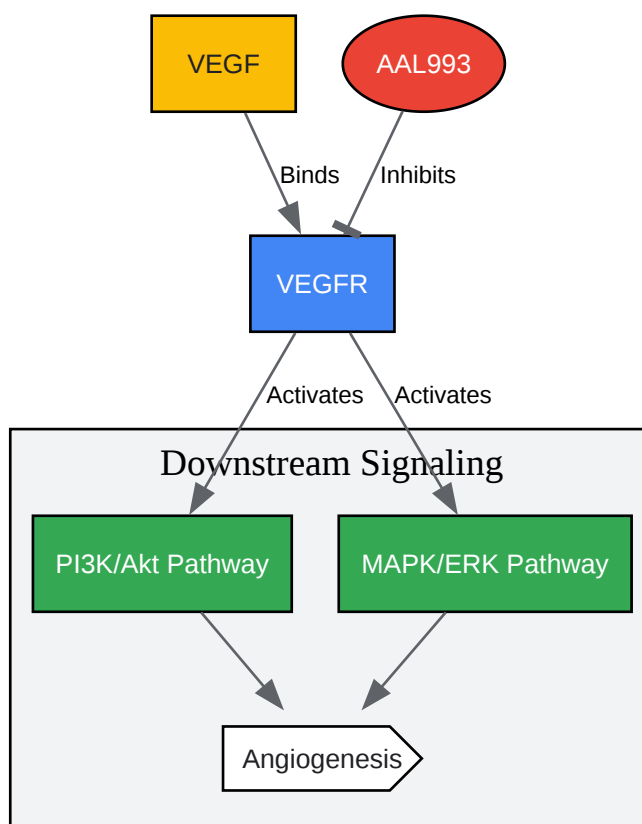 VEGF
AAL993
Binds
Inhibits
VEGFR
Activates
Activates
Downstream Signaling
PI3K/Akt Pathway
MAPK/ERK Pathway
Angiogenesis